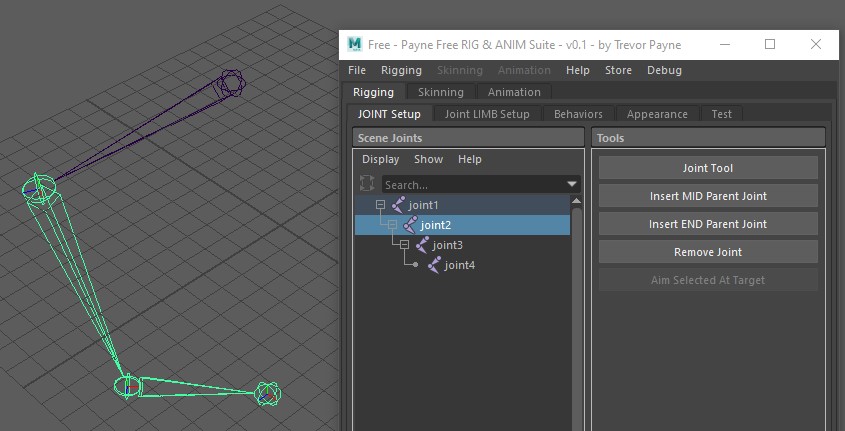 Free - Payne Free RIG & ANIM Suite - v0.1 - by Trevor Payne
File Rigging Skinning Animation Help Store Debug
Rigging Skinning Animation
JOINT Setup Joint LIMB Setup Behaviors Appearance Test
Scene Joints
Display Show Help
Search...
joint1
joint2
joint3
joint4
Tools
Joint Tool
Insert MID Parent Joint
Insert END Parent Joint
Remove Joint
Aim Selected At Target